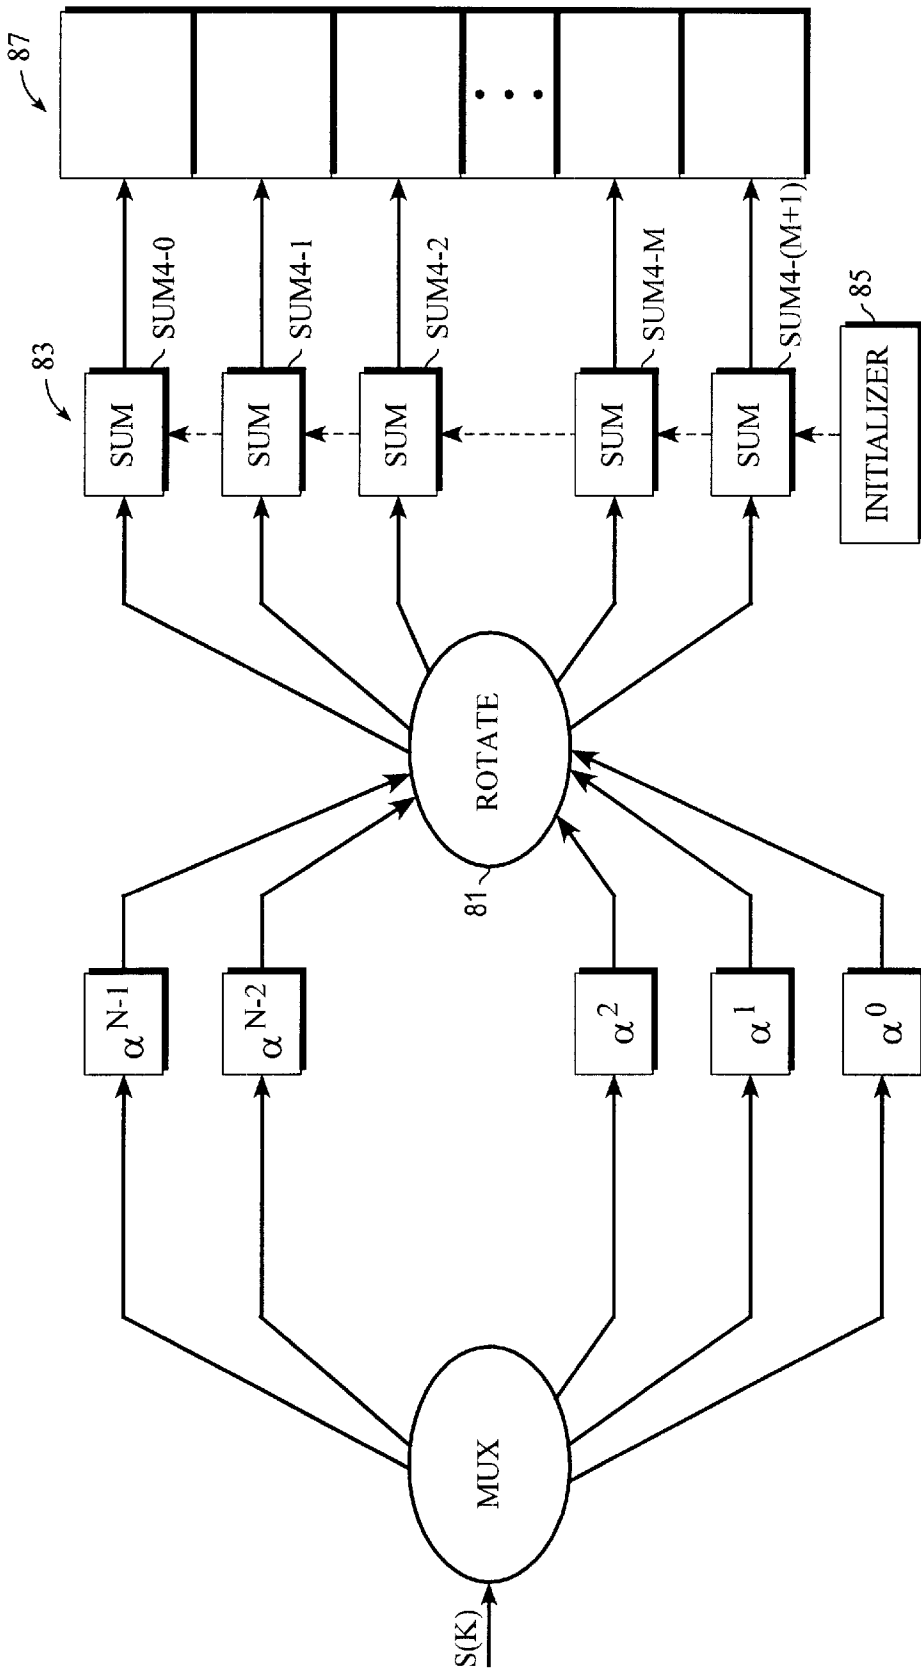 S(K)
MUX
α^N-1
α^N-2
α^2
α^1
α^0
81
ROTATE
83
SUM
SUM4-0
SUM
SUM4-1
SUM
SUM4-2
SUM
SUM4-M
SUM
SUM4-(M+1)
INITIALIZER
85
87